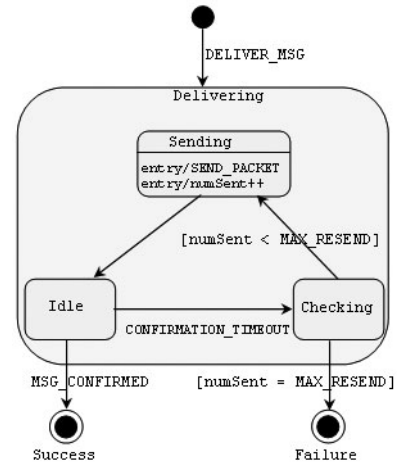 DELIVER_MSG
Delivering
Sending
entry/SEND_PACKET
entry/numSent++
[numSent < MAX_RESEND]
Idle
Checking
CONFIRMATION_TIMEOUT
MSG_CONFIRMED
[numSent = MAX_RESEND]
Success
Failure